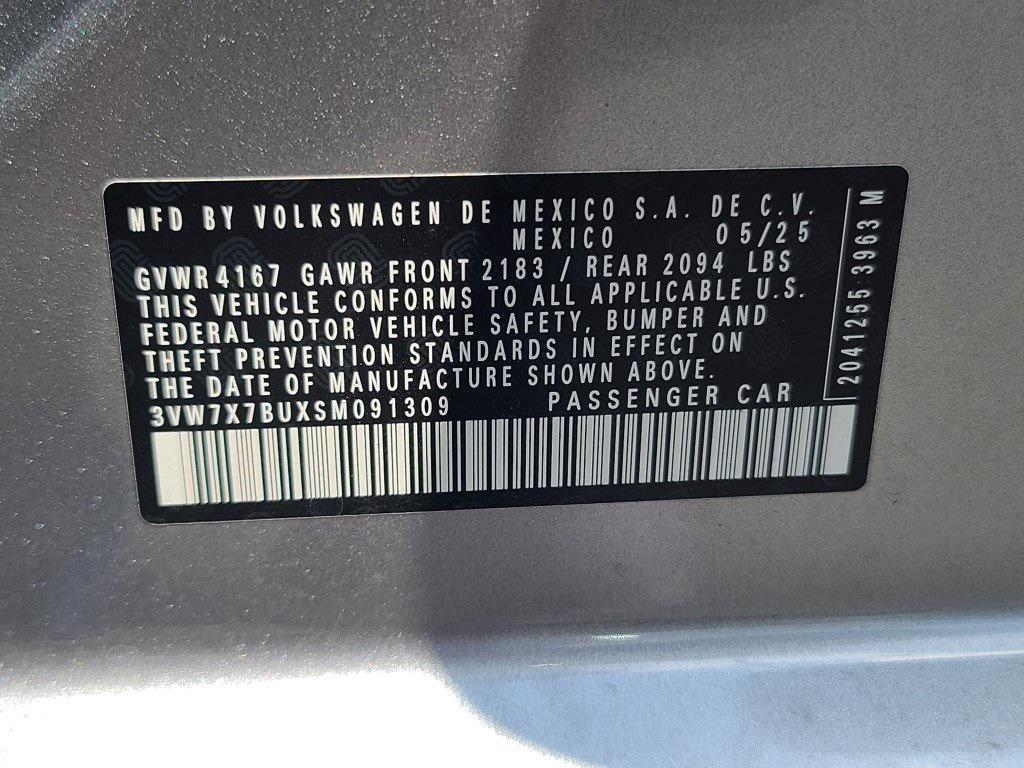 MFD BY VOLKSWAGEN DE MEXICO S.A. DE C.V.
MEXICO 05/25
GVWR 4167 GAWR FRONT 2183 / REAR 2094 LBS
THIS VEHICLE CONFORMS TO ALL APPLICABLE U.S.
FEDERAL MOTOR VEHICLE SAFETY, BUMPER AND
THEFT PREVENTION STANDARDS IN EFFECT ON
THE DATE OF MANUFACTURE SHOWN ABOVE.
3VW7X7BUXSM091309 PASSENGER CAR
2041255 3963 M